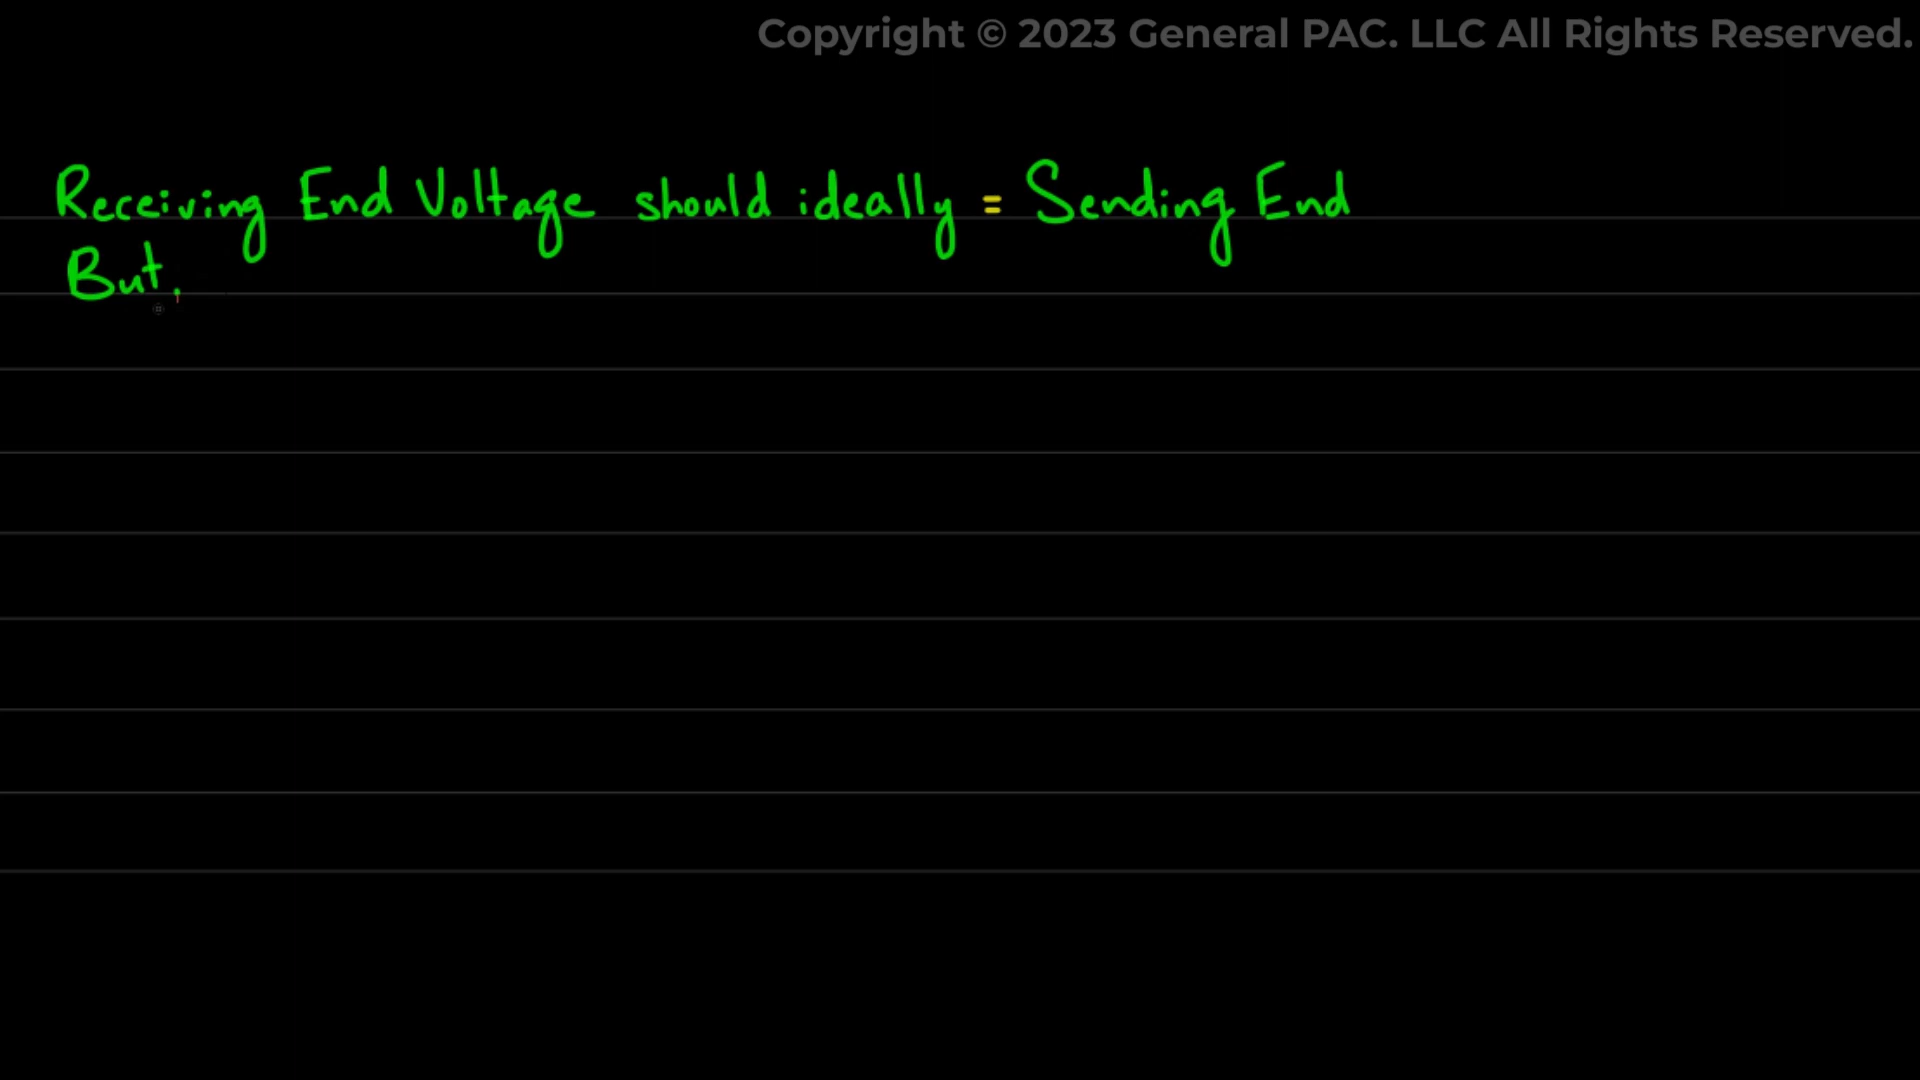 Copyright © 2023 General PAC. LLC All Rights Reserved.
Receiving End Voltage should ideally = Sending End
But.